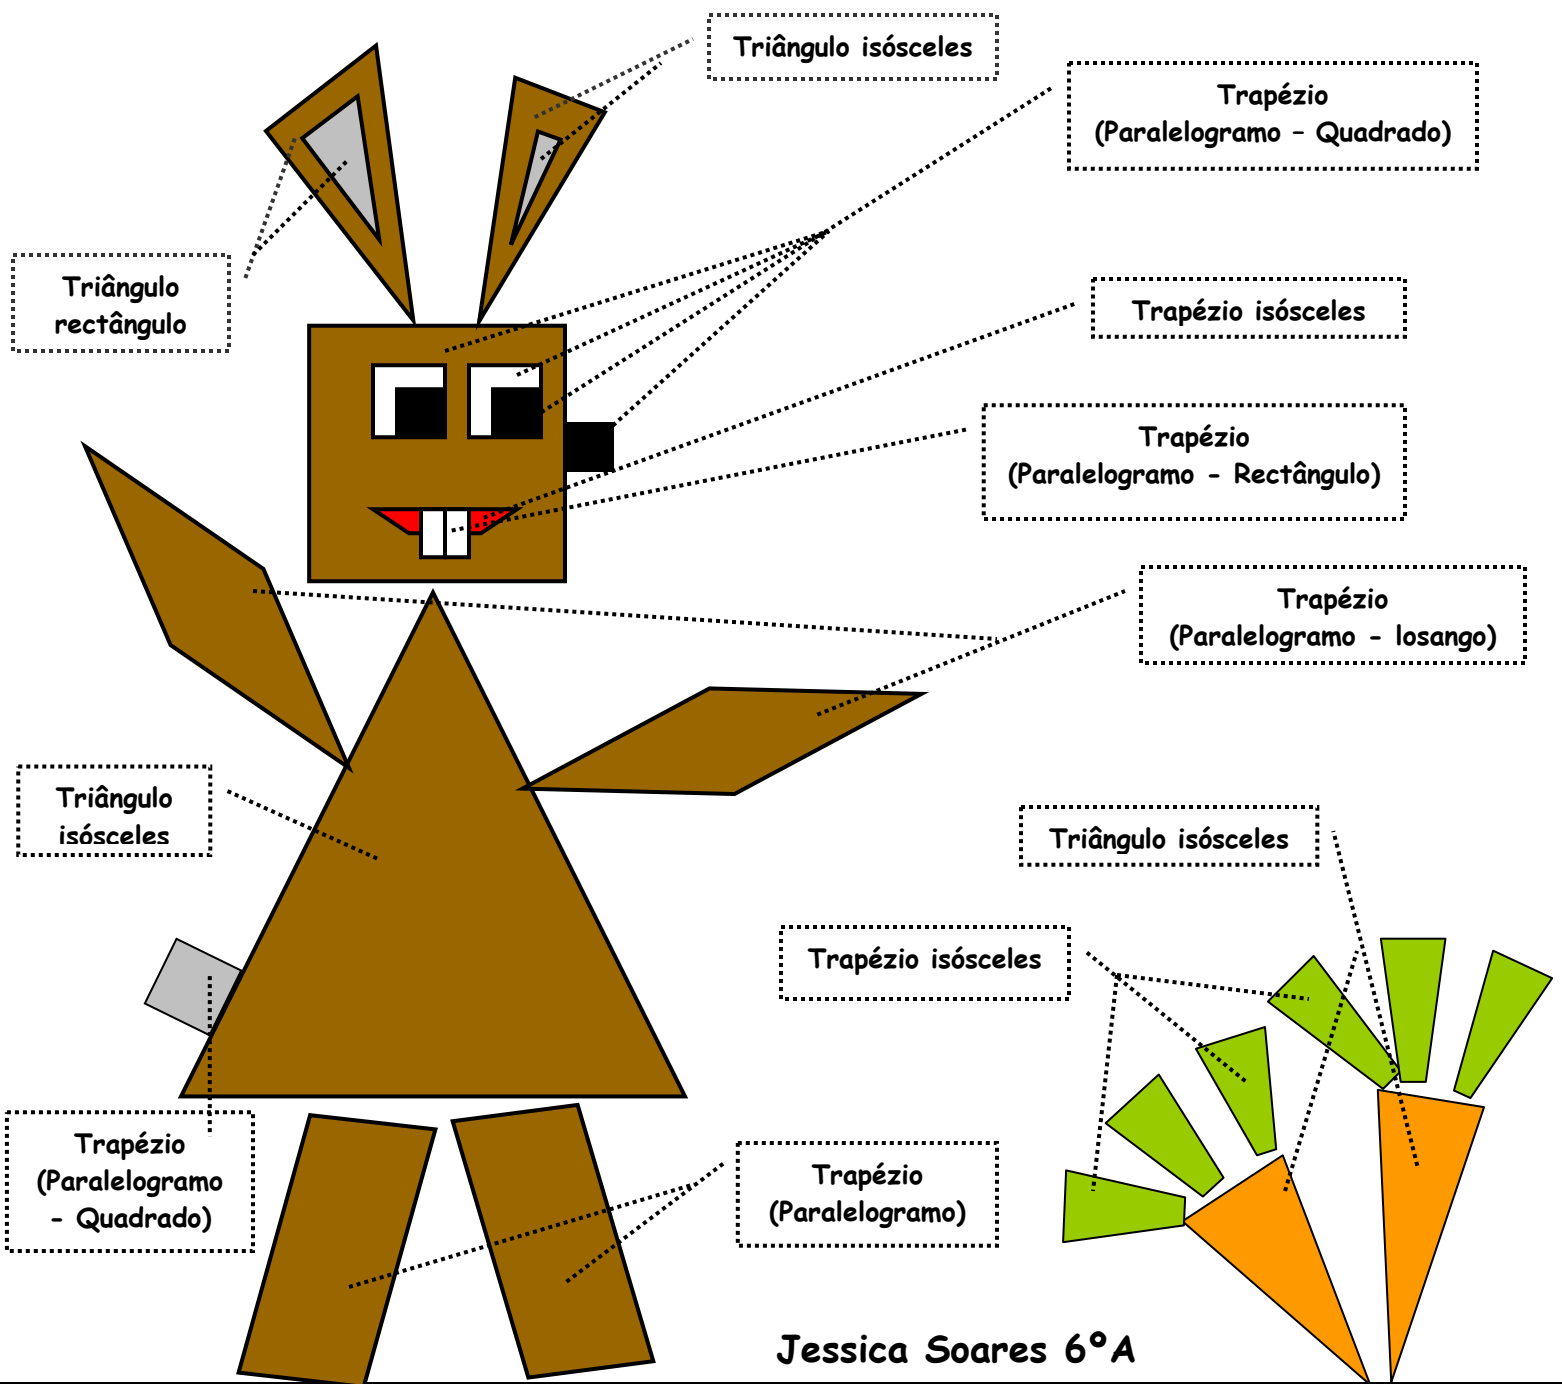 Triângulo isósceles
Trapézio
(Paralelogramo – Quadrado)
Triângulo
rectângulo
Trapézio isósceles
Trapézio
(Paralelogramo - Rectângulo)
Trapézio
(Paralelogramo - losango)
Triângulo
isósceles
Triângulo isósceles
Trapézio isósceles
Trapézio
(Paralelogramo
- Quadrado)
Trapézio
(Paralelogramo)
Jessica Soares 6ºA